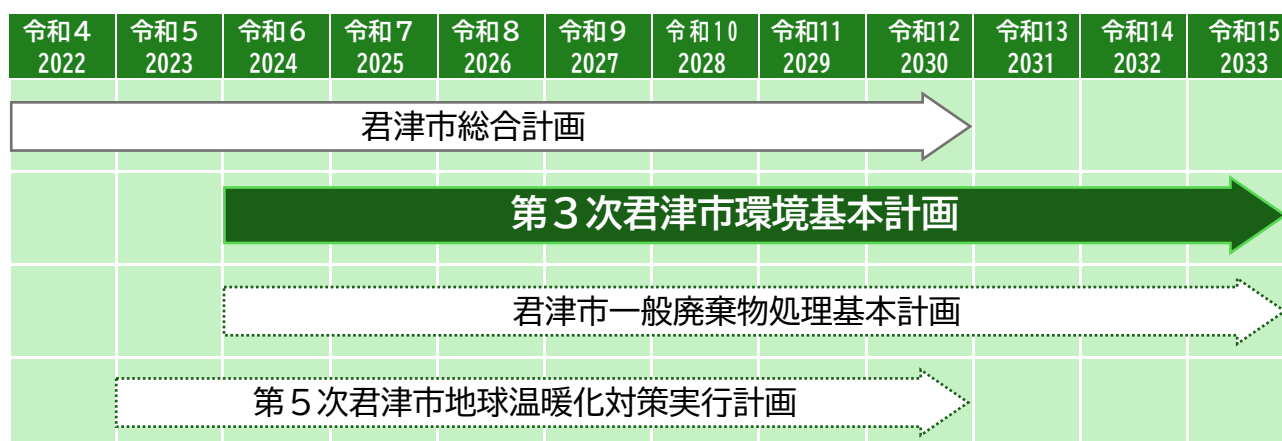 令和４ 令和５ 令和６ 令和７ 令和８ 令和９ 令和10 令和11 令和12 令和13 令和14 令和15
2022 2023 2024 2025 2026 2027 2028 2029 2030 2031 2032 2033
君津市総合計画
第３次君津市環境基本計画
君津市一般廃棄物処理基本計画
第５次君津市地球温暖化対策実行計画